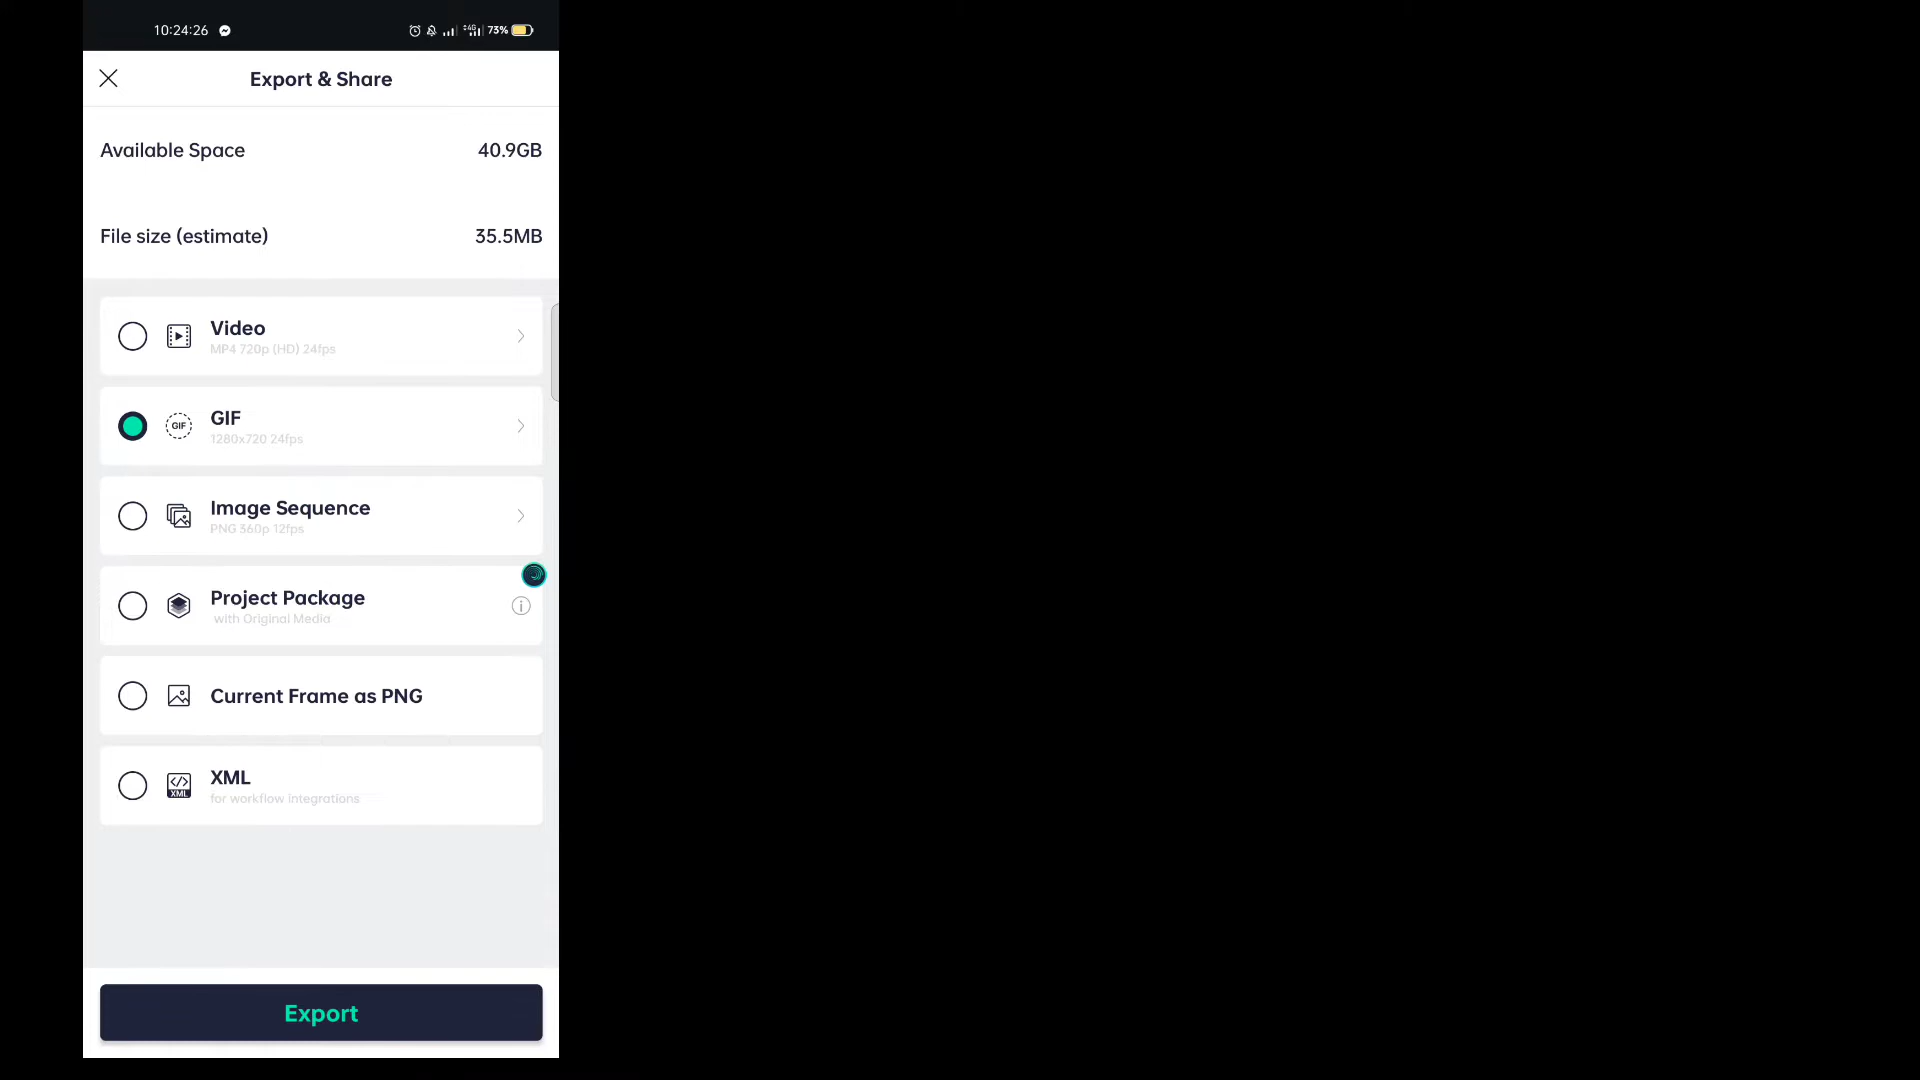 10:24:26 4G 73%
Export & Share
Available Space 40.9GB
File size (estimate) 35.5MB
Video
MP4 720p (HD) 24fps
GIF GIF
1280x720 24fps
Image Sequence
PNG 360p 12fps
Project Package
with Original Media
Current Frame as PNG
XML XML
for workflow integrations
Export